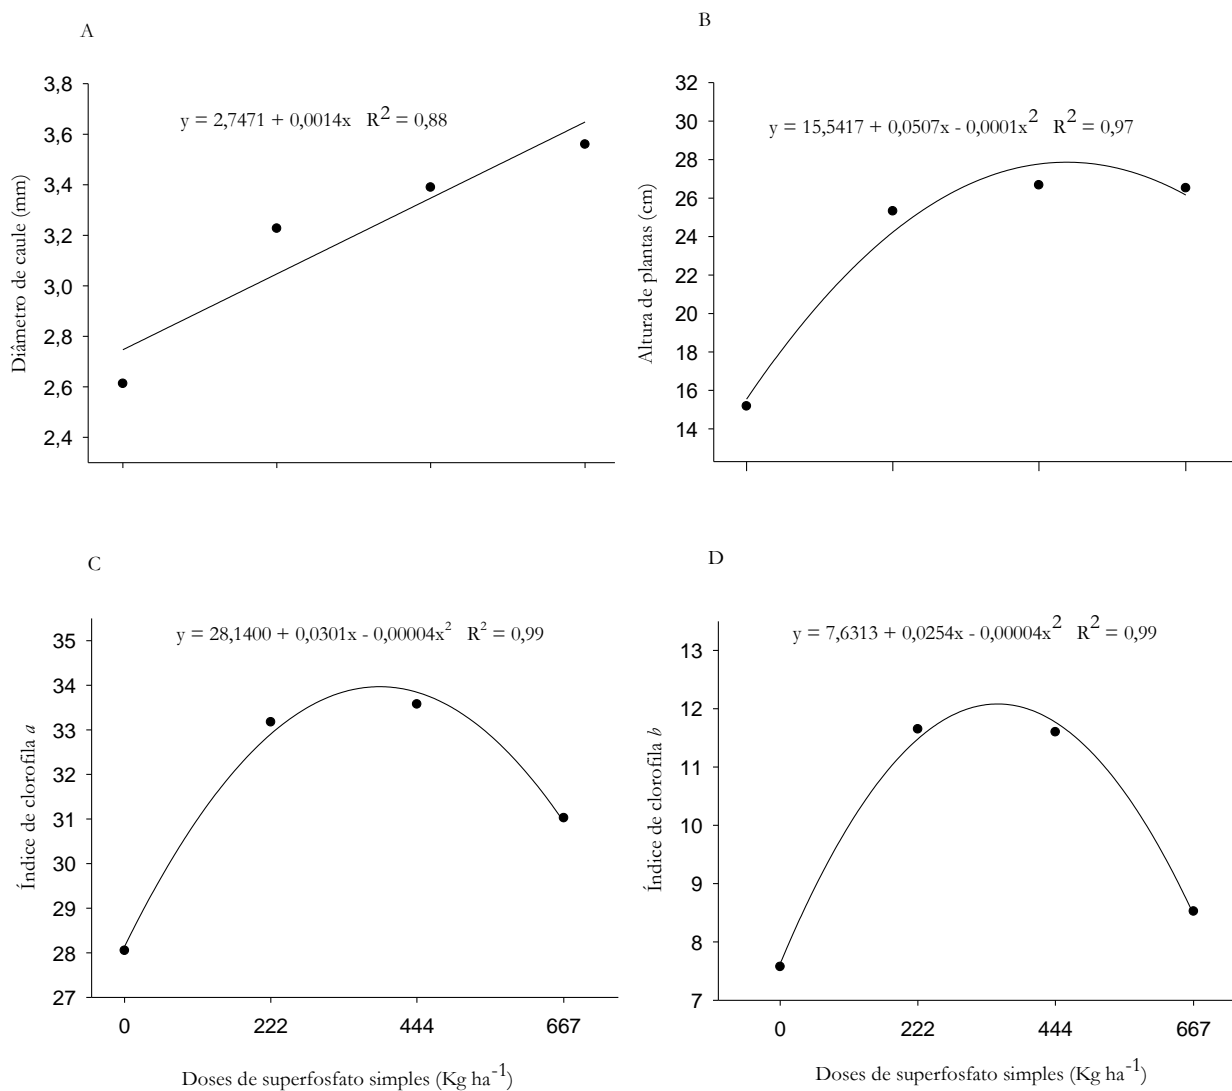 A
y = 2,7471 + 0,0014x R2 = 0,88
3,8
3,6
3,4
3,2
3,0
2,8
2,6
2,4
Diâmetro de caule (mm)
B
y = 15,5417 + 0,0507x - 0,0001x2 R2 = 0,97
32
30
28
26
24
22
20
18
16
14
Altura de plantas (cm)
C
y = 28,1400 + 0,0301x - 0,00004x2 R2 = 0,99
35
34
33
32
31
30
29
28
27
Índice de clorofila a
0 222 444 667
Doses de superfosfato simples (Kg ha-1)
D
y = 7,6313 + 0,0254x - 0,00004x2 R2 = 0,99
13
12
11
10
9
8
7
Índice de clorofila b
0 222 444 667
Doses de superfosfato simples (Kg ha-1)